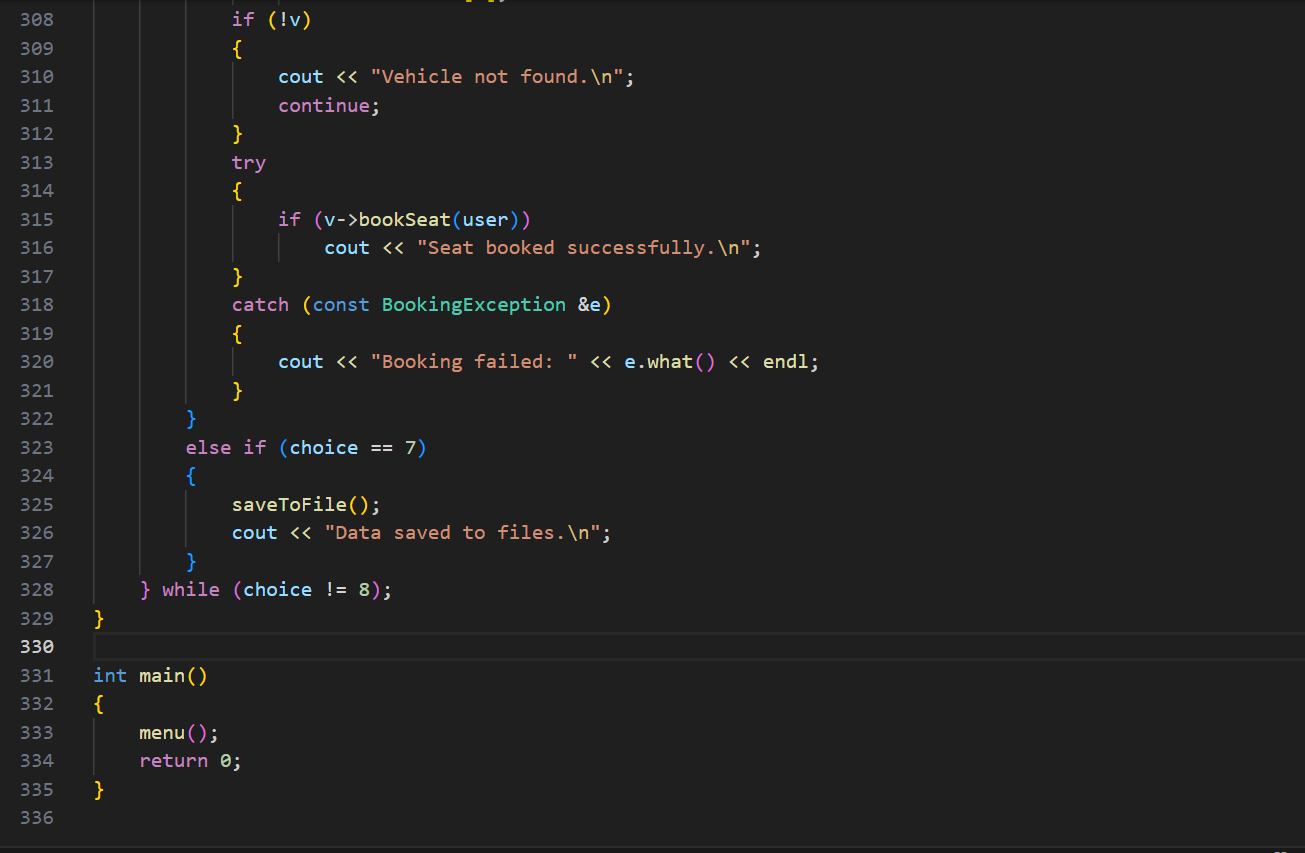 308 if (!v)
309 {
310 cout << "Vehicle not found.\n";
311 continue;
312 }
313 try
314 {
315 if (v->bookSeat(user))
316 cout << "Seat booked successfully.\n";
317 }
318 catch (const BookingException &e)
319 {
320 cout << "Booking failed: " << e.what() << endl;
321 }
322 }
323 else if (choice == 7)
324 {
325 saveToFile();
326 cout << "Data saved to files.\n";
327 }
328 } while (choice != 8);
329 }
330
331 int main()
332 {
333 menu();
334 return 0;
335 }
336